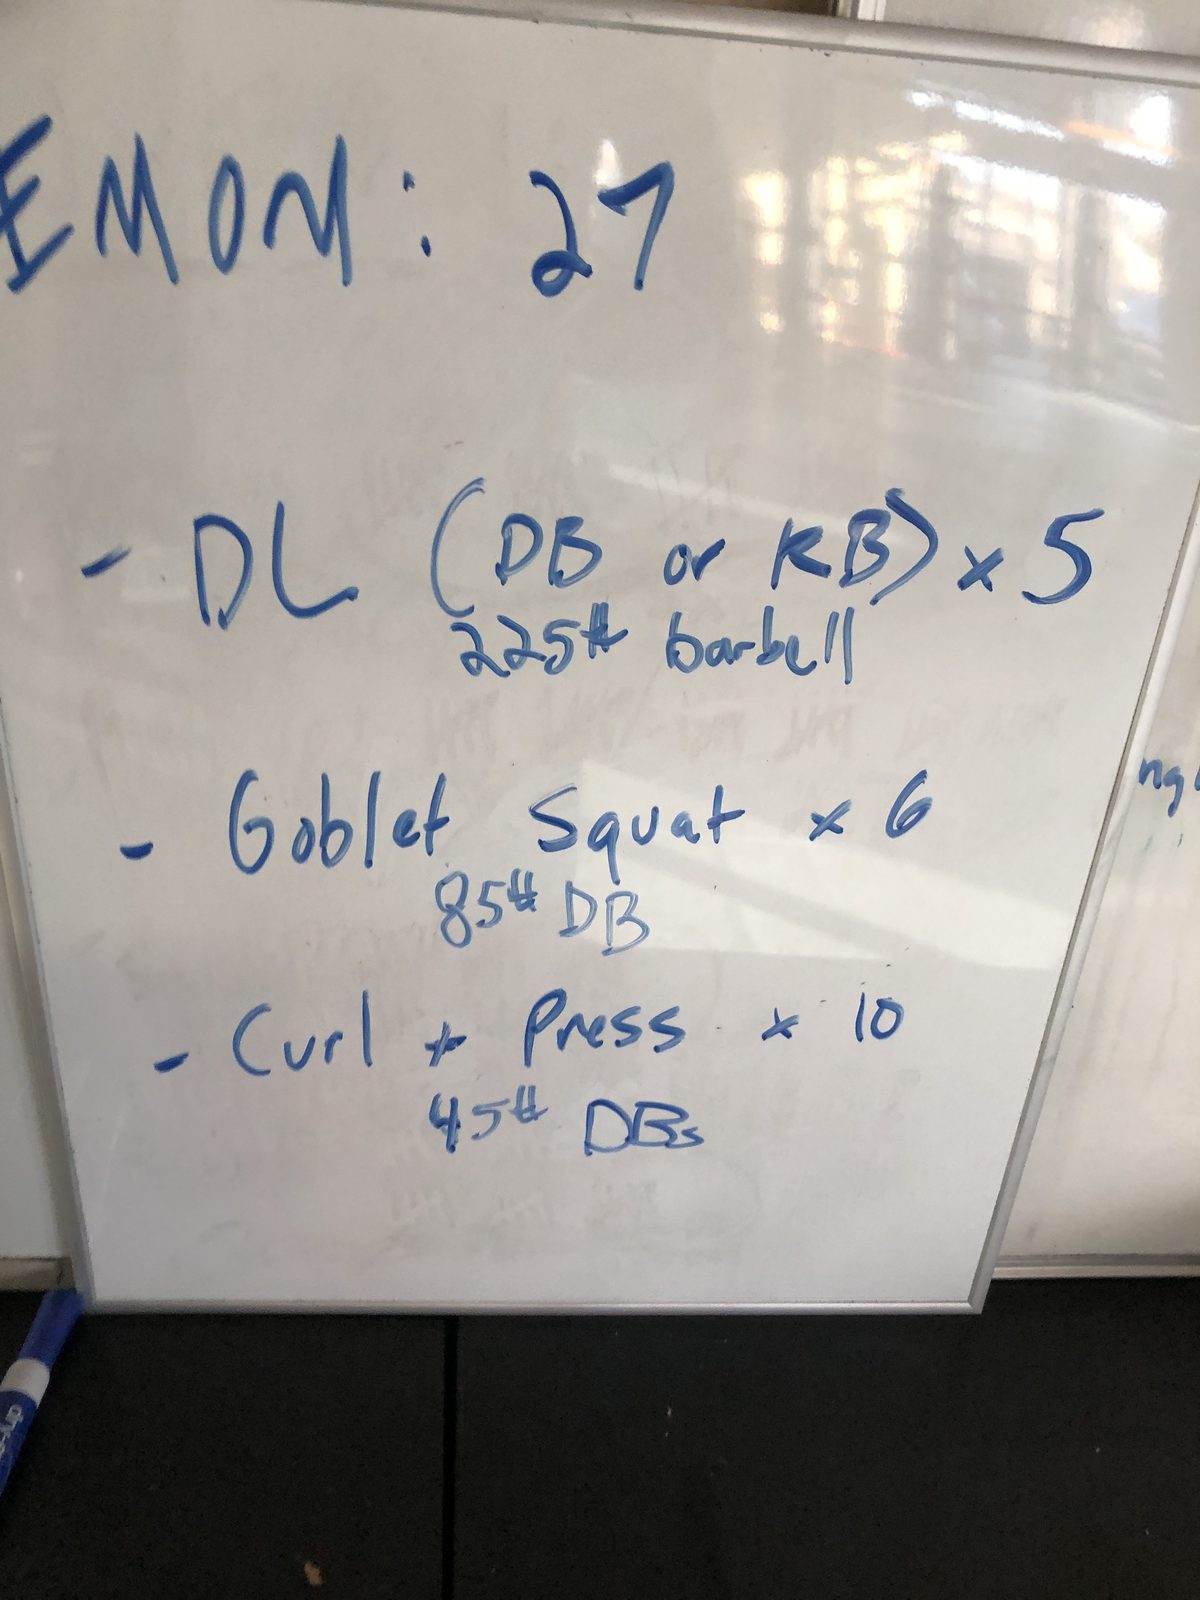 EMOM: 27
- DL (DB or KB) x 5
225# barbell
- Goblet Squat x 6
85# DB
- Curl + Press x 10
45# DBs